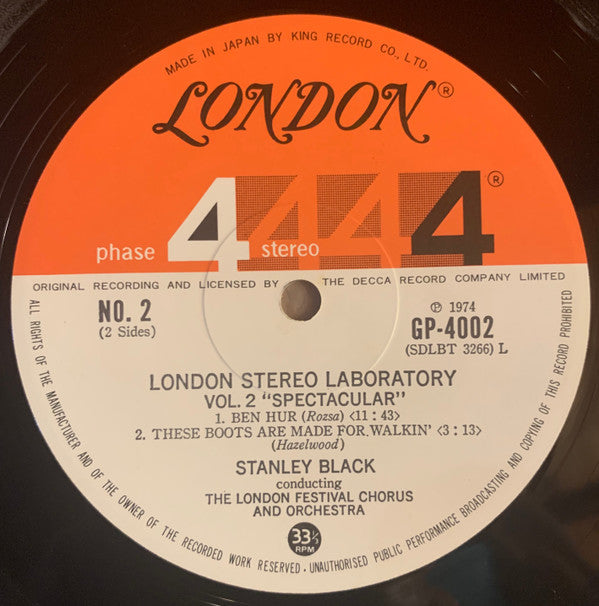 MADE IN JAPAN BY KING RECORD CO., LTD.
LONDON®
phase 4 stereo 4 4 4®
ORIGINAL RECORDING AND LICENSED BY THE DECCA RECORD COMPANY LIMITED
NO. 2
(2 Sides)
℗ 1974
GP-4002
(SDLBT 3266) L
LONDON STEREO LABORATORY
VOL. 2 "SPECTACULAR"
1. BEN HUR (Rozsa) <11 : 43>
2. THESE BOOTS ARE MADE FOR WALKIN' <3 : 13>
(Hazelwood)
STANLEY BLACK
conducting
THE LONDON FESTIVAL CHORUS
AND ORCHESTRA
33⅓
RPM
ALL RIGHTS OF THE MANUFACTURER AND OF THE OWNER OF THE RECORDED WORK RESERVED · UNAUTHORISED PUBLIC PERFORMANCE BROADCASTING AND COPYING OF THIS RECORD PROHIBITED